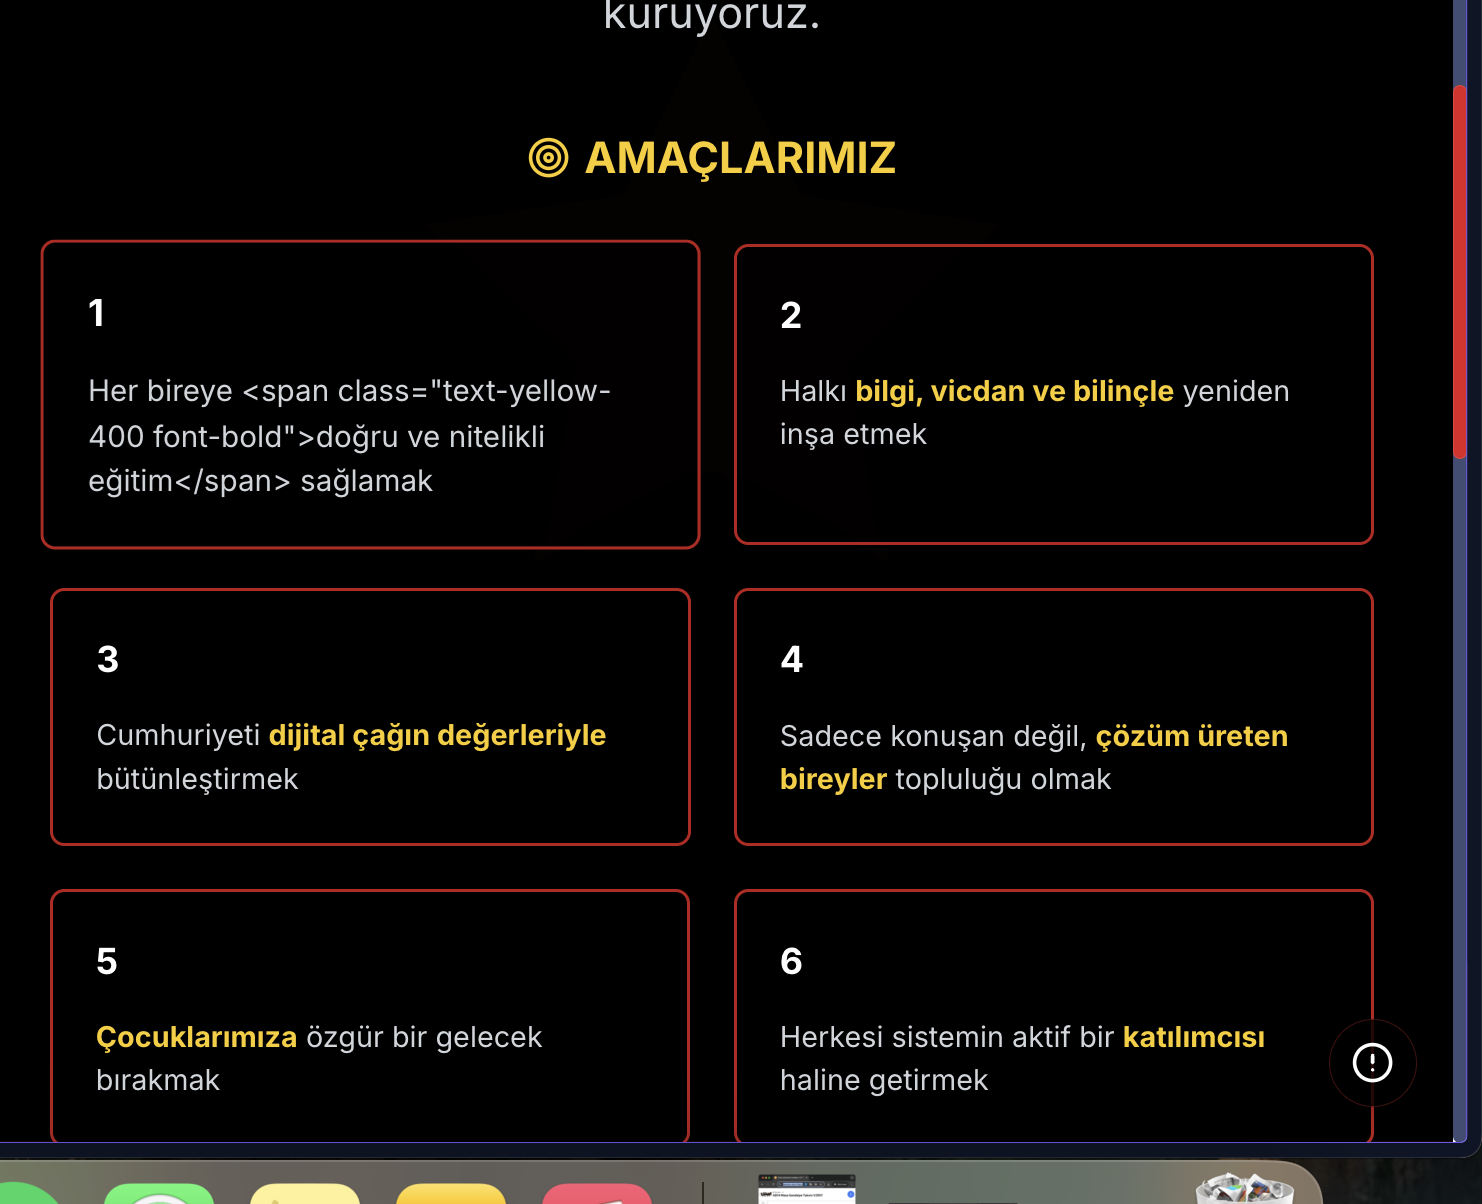 kuruyoruz.
AMAÇLARIMIZ
1
Her bireye <span class="text-yellow-
400 font-bold">doğru ve nitelikli
eğitim</span> sağlamak
2
Halkı bilgi, vicdan ve bilinçle yeniden
inşa etmek
3
Cumhuriyeti dijital çağın değerleriyle
bütünleştirmek
4
Sadece konuşan değil, çözüm üreten
bireyler topluluğu olmak
5
Çocuklarımıza özgür bir gelecek
bırakmak
6
Herkesi sistemin aktif bir katılımcısı
haline getirmek